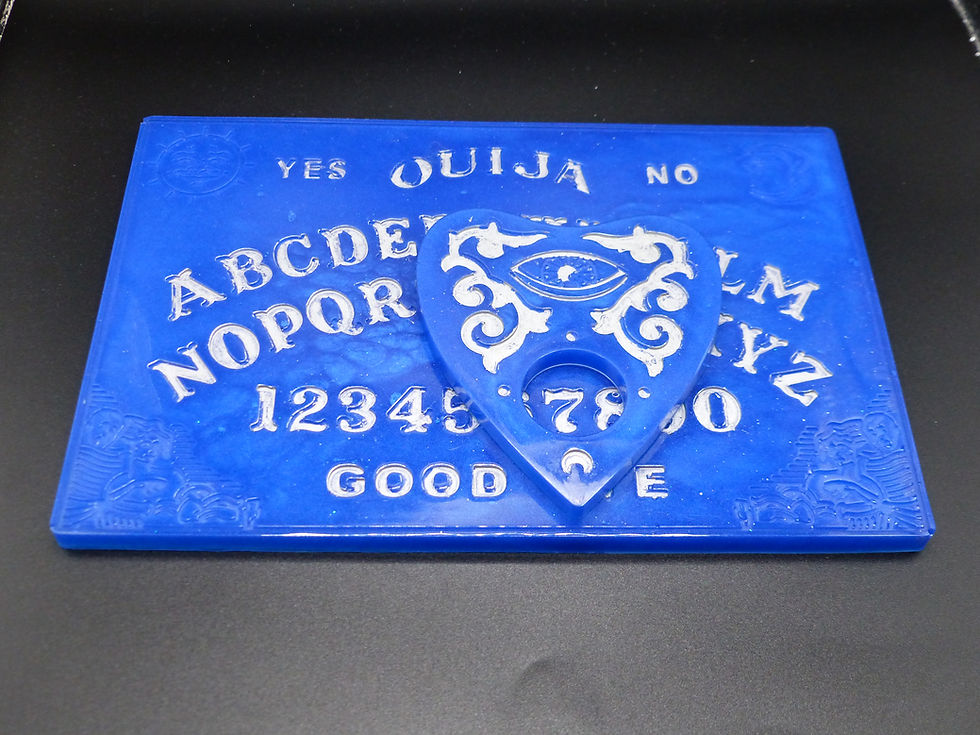 YES OUIJA NO
ABCDE LM
NOPQR YZ
12345 78 0
GOOD E